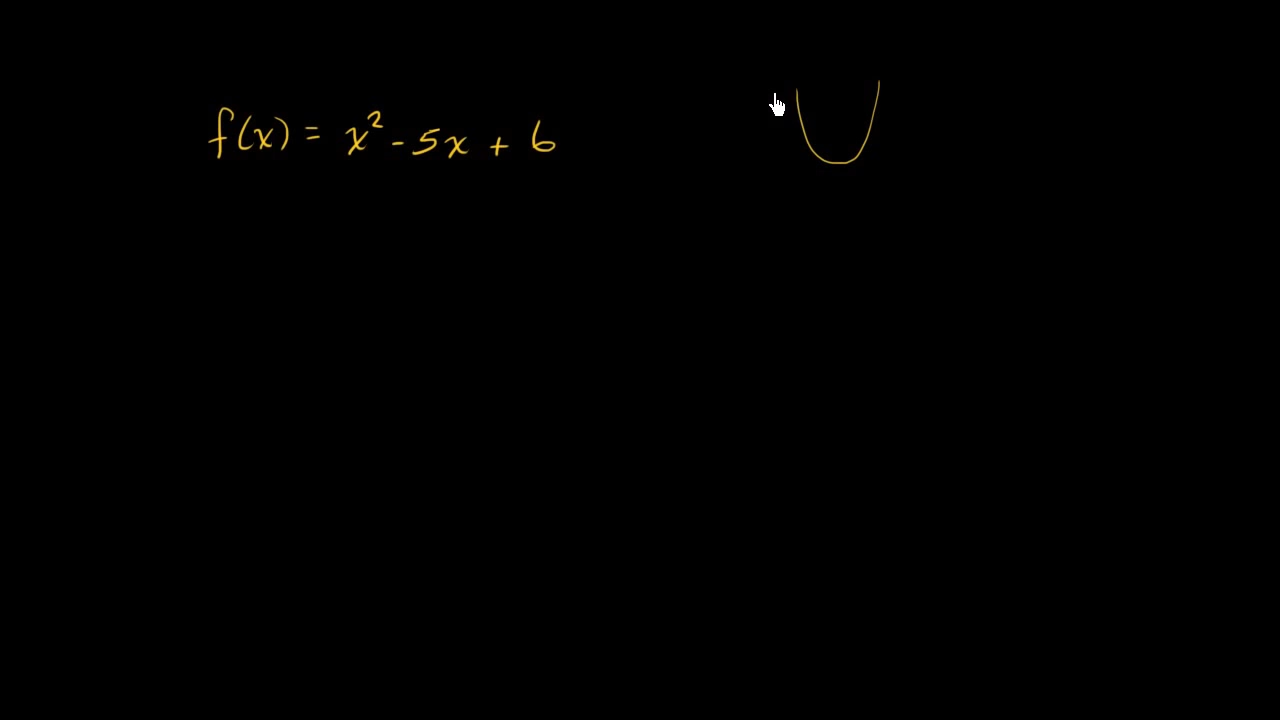 f(x) = x² - 5x + 6